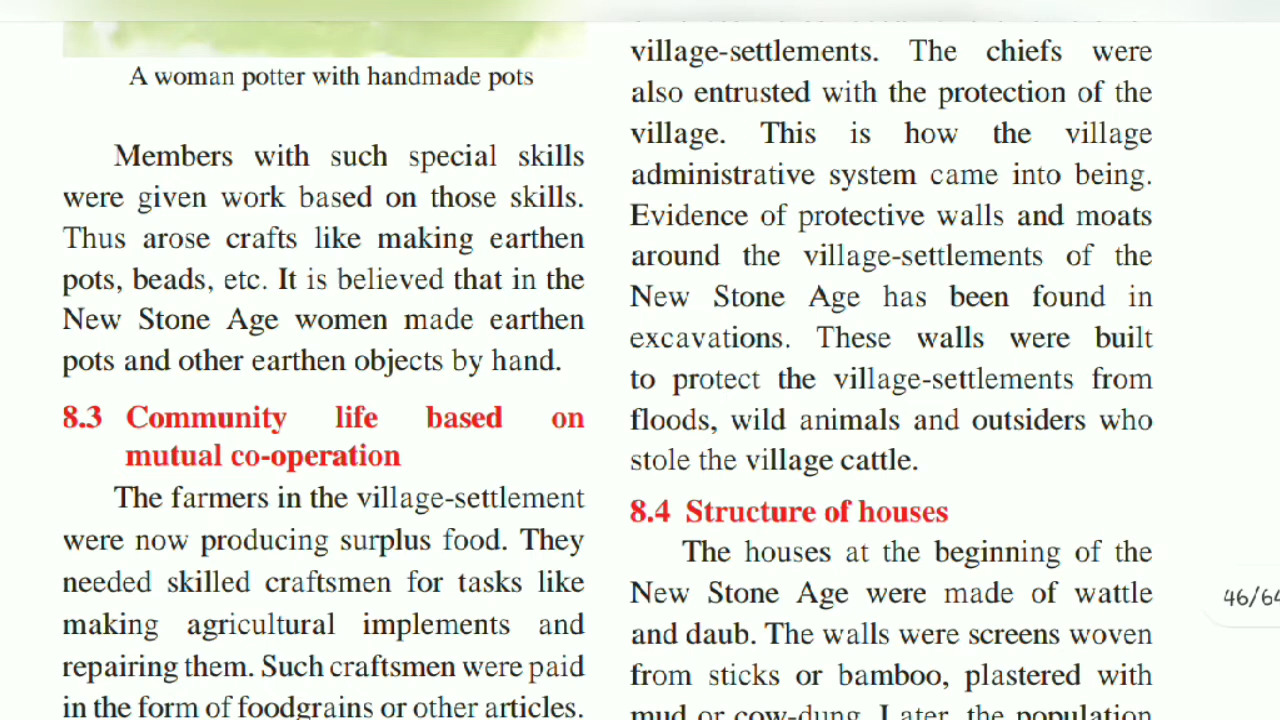 A woman potter with handmade pots
Members with such special skills
were given work based on those skills.
Thus arose crafts like making earthen
pots, beads, etc. It is believed that in the
New Stone Age women made earthen
pots and other earthen objects by hand.
8.3 Community life based on
mutual co-operation
The farmers in the village-settlement
were now producing surplus food. They
needed skilled craftsmen for tasks like
making agricultural implements and
repairing them. Such craftsmen were paid
in the form of foodgrains or other articles.
village-settlements. The chiefs were
also entrusted with the protection of the
village. This is how the village
administrative system came into being.
Evidence of protective walls and moats
around the village-settlements of the
New Stone Age has been found in
excavations. These walls were built
to protect the village-settlements from
floods, wild animals and outsiders who
stole the village cattle.
8.4 Structure of houses
The houses at the beginning of the
New Stone Age were made of wattle
and daub. The walls were screens woven
from sticks or bamboo, plastered with
mud or cow-dung. Later, the population
46/64